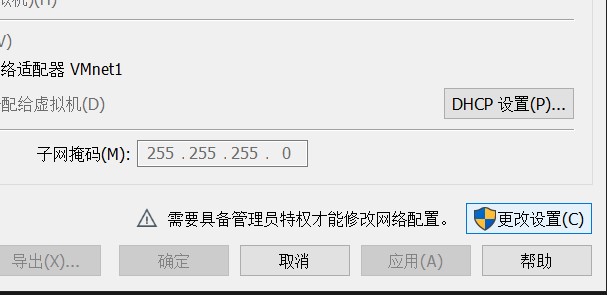 拟机)(H)
V)
络适配器 VMnet1
配给虚拟机(D)
DHCP 设置(P)...
子网掩码(M): 255 . 255 . 255 . 0
需要具备管理员特权才能修改网络配置。 更改设置(C)
导出(X)... 确定 取消 应用(A) 帮助